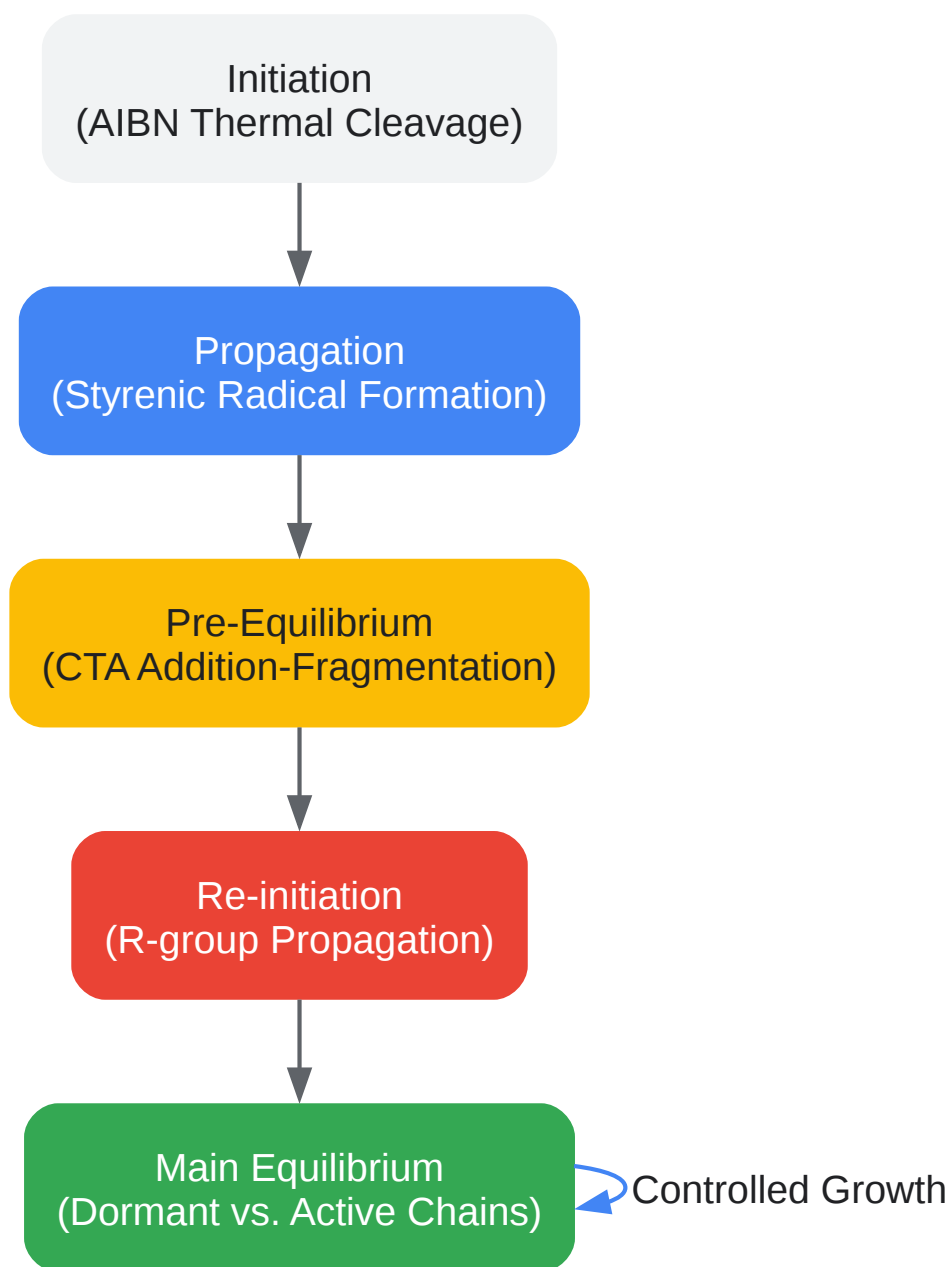 Initiation
(AIBN Thermal Cleavage)
Propagation
(Styrenic Radical Formation)
Pre-Equilibrium
(CTA Addition-Fragmentation)
Re-initiation
(R-group Propagation)
Main Equilibrium
(Dormant vs. Active Chains)
Controlled Growth